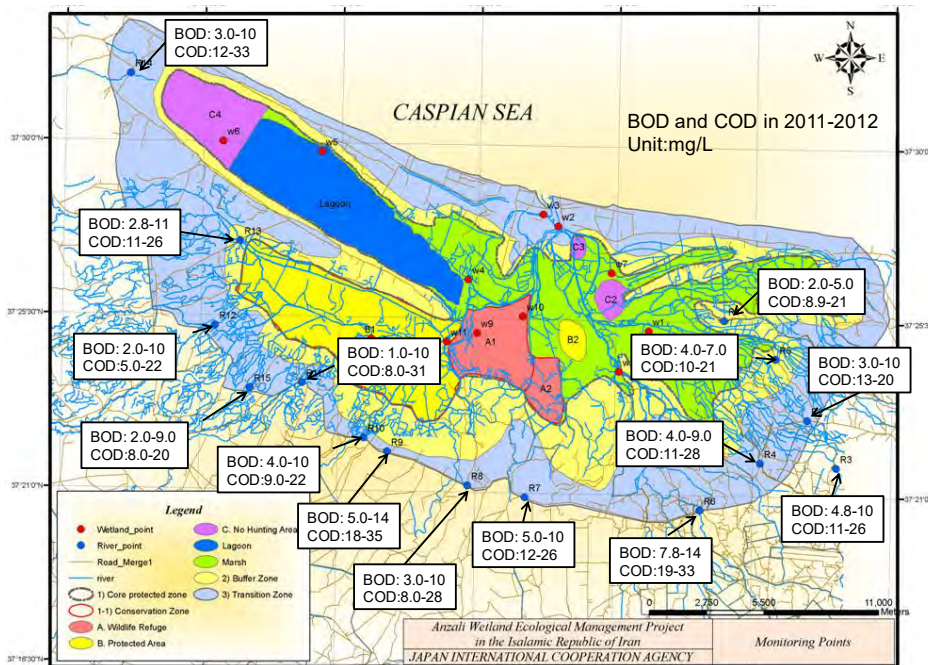 BOD: 3.0-10
COD:12-33
N
W
E
S
CASPIAN SEA
BOD and COD in 2011-2012
Unit:mg/L
37°30'0"N
C4
w6
w5
Lagoon
w3
w2
C3
BOD: 2.8-11
COD:11-26
R13
w4
w7
C2
BOD: 2.0-5.0
COD:8.9-21
37°25'30"N
R12
B1
w11
w9
A1
w10
B2
w1
BOD: 2.0-10
COD:5.0-22
BOD: 1.0-10
COD:8.0-31
BOD: 4.0-7.0
COD:10-21
BOD: 3.0-10
COD:13-20
R15
A2
BOD: 2.0-9.0
COD:8.0-20
BOD: 4.0-10
COD:9.0-22
R10
R9
BOD: 4.0-9.0
COD:11-28
R4
R3
37°21'0"N
37°21'0"N
R8
R7
R6
BOD: 5.0-14
COD:18-35
BOD: 5.0-10
COD:12-26
BOD: 4.8-10
COD:11-26
BOD: 3.0-10
COD:8.0-28
BOD: 7.8-14
COD:19-33
Legend
Wetland_point
River_point
Road_Merge1
river
1) Core protected zone
1-1) Conservation Zone
A. Wildlife Refuge
B. Protected Area
C. No Hunting Area
Lagoon
Marsh
2) Buffer Zone
3) Transition Zone
0 2,750 5,500 11,000
Meters
Anzali Wetland Ecological Management Project
in the Isalamic Republic of Iran
JAPAN INTERNATIONAL COOPERATION AGENCY
Monitoring Points
37°16'30"N